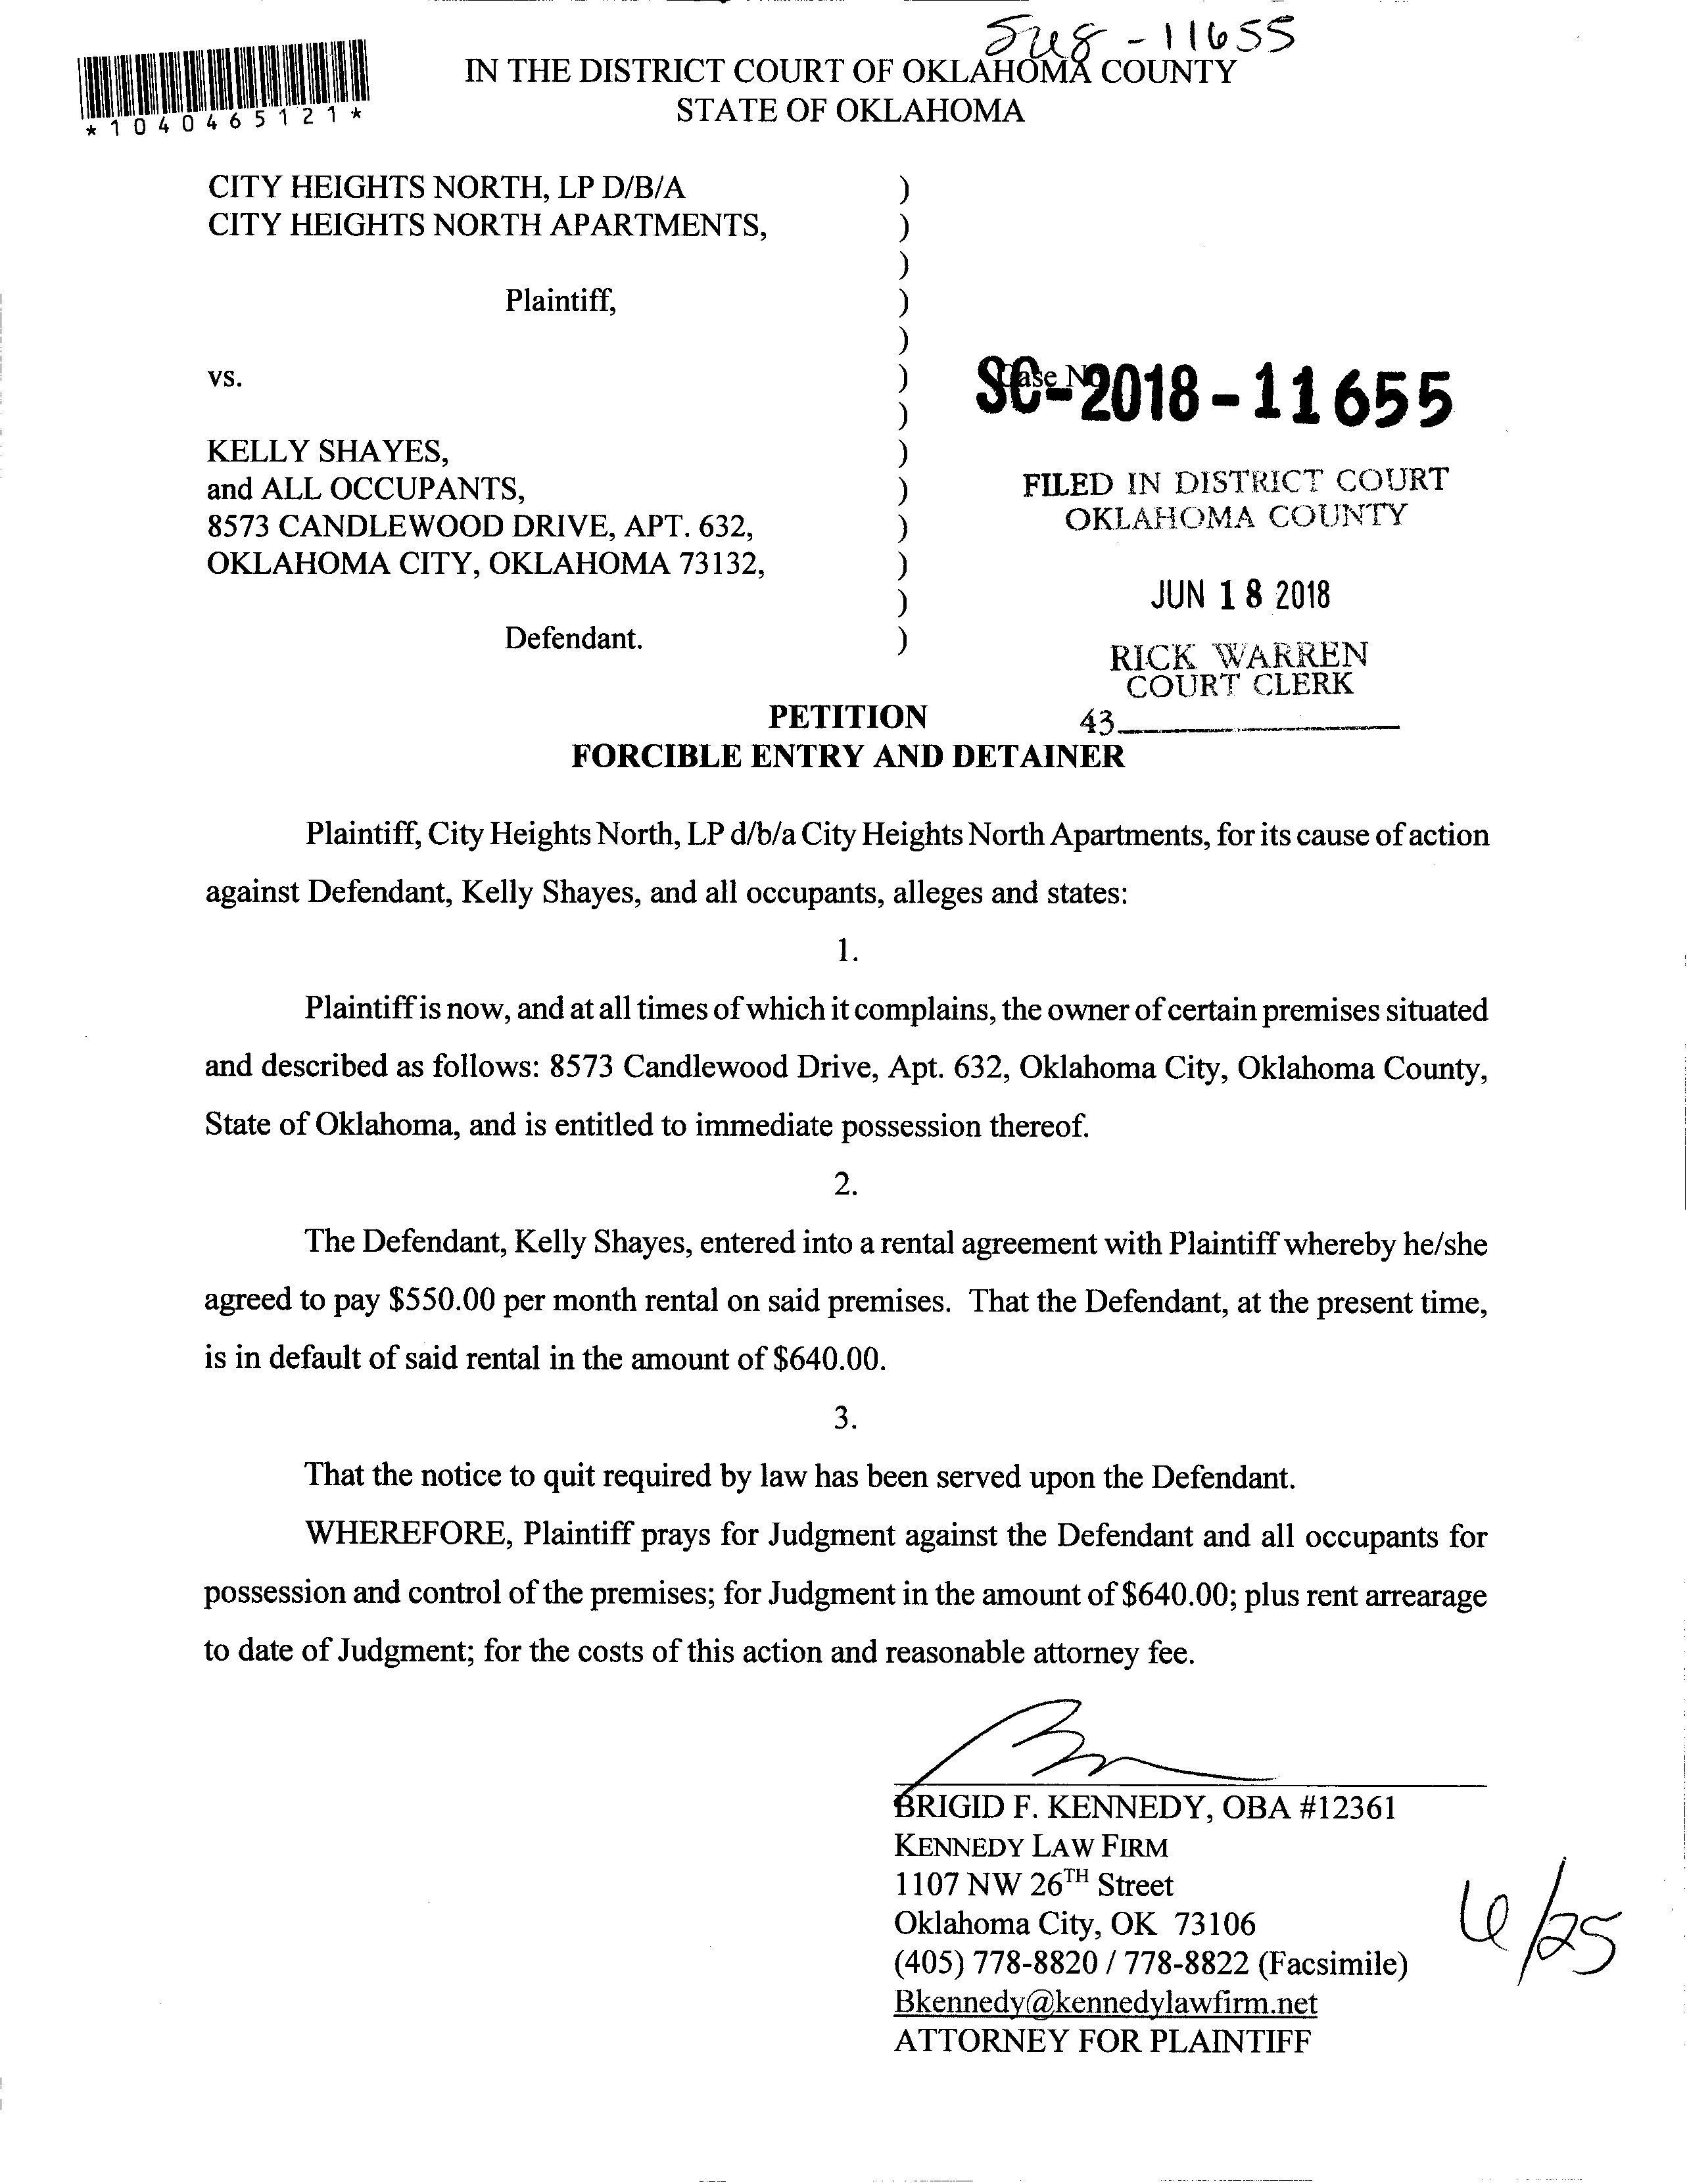 - 11655
IN THE DISTRICT COURT OF OKLAHOMA COUNTY
STATE OF OKLAHOMA
*1040465121*
CITY HEIGHTS NORTH, LP D/B/A )
CITY HEIGHTS NORTH APARTMENTS, )
)
Plaintiff, )
)
vs. )
Case No
SC-2018-11655
)
KELLY SHAYES, )
and ALL OCCUPANTS, )
8573 CANDLEWOOD DRIVE, APT. 632, )
OKLAHOMA CITY, OKLAHOMA 73132, )
)
Defendant. )
FILED IN DISTRICT COURT
OKLAHOMA COUNTY
JUN 18 2018
RICK WARREN
COURT CLERK
43
PETITION
FORCIBLE ENTRY AND DETAINER
Plaintiff, City Heights North, LP d/b/a City Heights North Apartments, for its cause of action
against Defendant, Kelly Shayes, and all occupants, alleges and states:
1.
Plaintiff is now, and at all times of which it complains, the owner of certain premises situated
and described as follows: 8573 Candlewood Drive, Apt. 632, Oklahoma City, Oklahoma County,
State of Oklahoma, and is entitled to immediate possession thereof.
2.
The Defendant, Kelly Shayes, entered into a rental agreement with Plaintiff whereby he/she
agreed to pay $550.00 per month rental on said premises. That the Defendant, at the present time,
is in default of said rental in the amount of $640.00.
3.
That the notice to quit required by law has been served upon the Defendant.
WHEREFORE, Plaintiff prays for Judgment against the Defendant and all occupants for
possession and control of the premises; for Judgment in the amount of $640.00; plus rent arrearage
to date of Judgment; for the costs of this action and reasonable attorney fee.
BRIGID F. KENNEDY, OBA #12361
KENNEDY LAW FIRM
1107 NW 26TH Street
Oklahoma City, OK 73106
(405) 778-8820 / 778-8822 (Facsimile)
Bkennedy@kennedylawfirm.net
ATTORNEY FOR PLAINTIFF
6/25